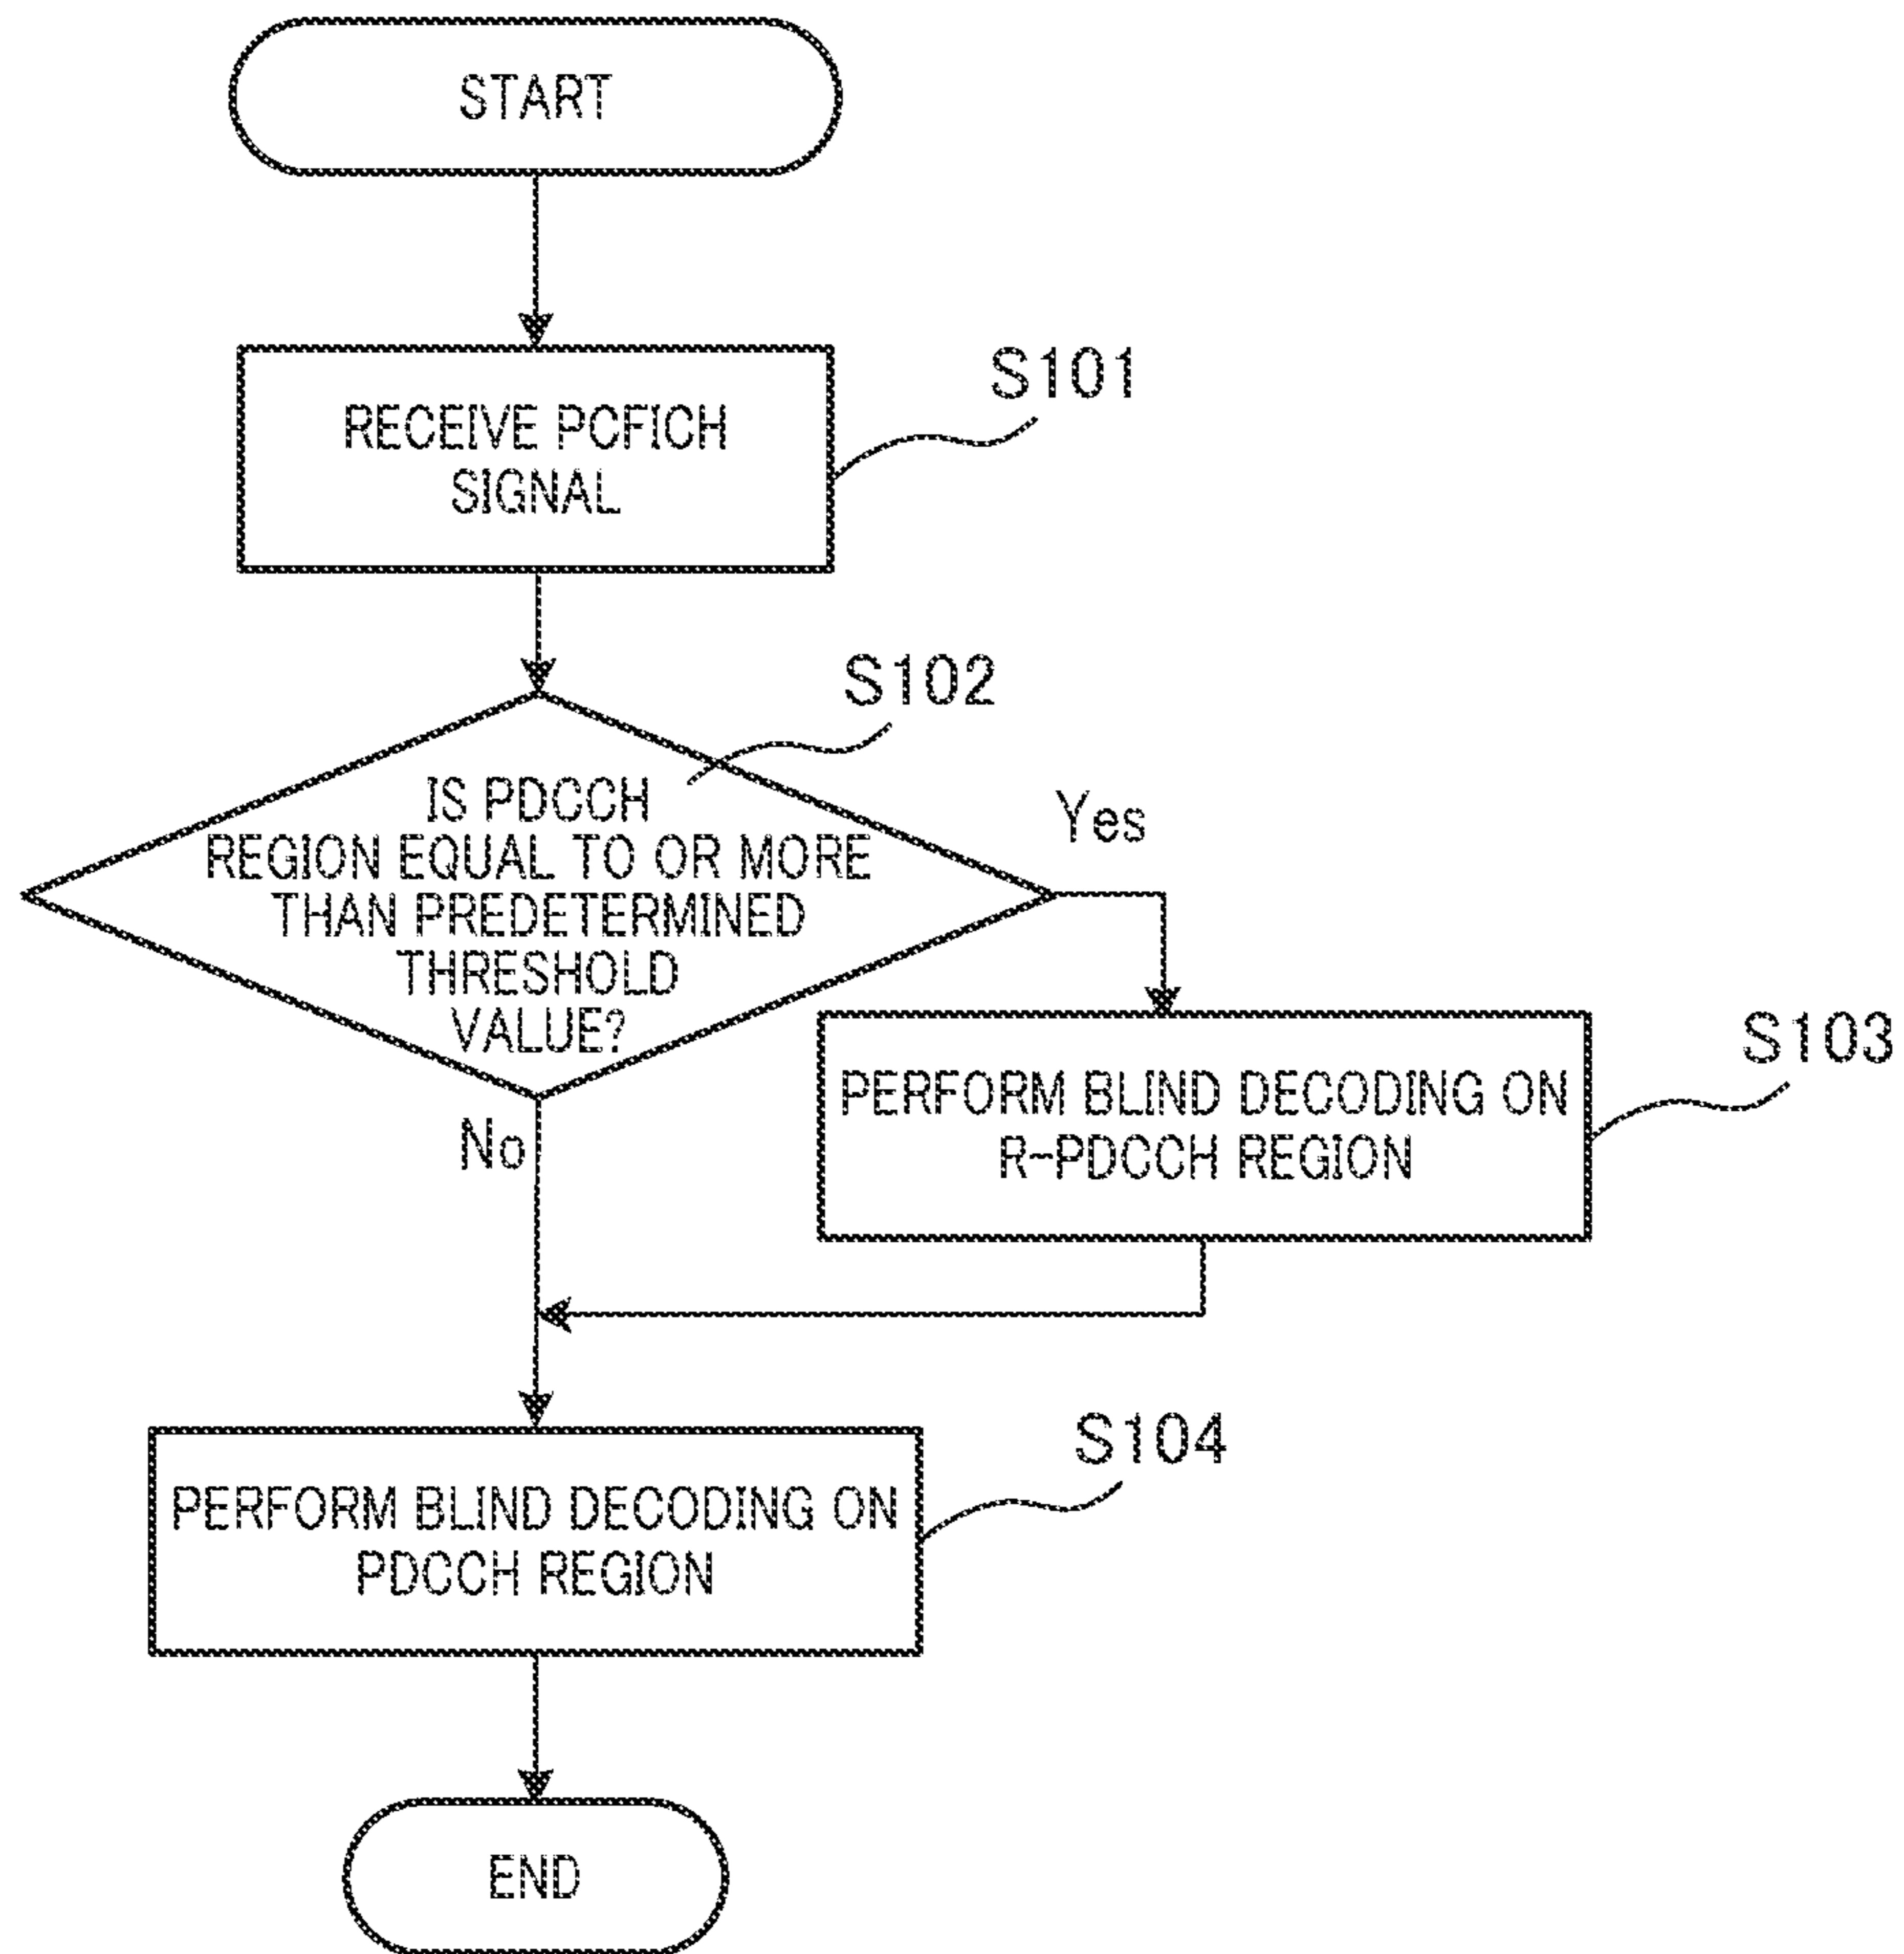 START
RECEIVE PCFICH
SIGNAL
S101
S102
IS PDCCH
REGION EQUAL TO OR MORE
THAN PREDETERMINED
THRESHOLD
VALUE?
Yes
No
PERFORM BLIND DECODING ON
R-PDCCH REGION
S103
PERFORM BLIND DECODING ON
PDCCH REGION
S104
END